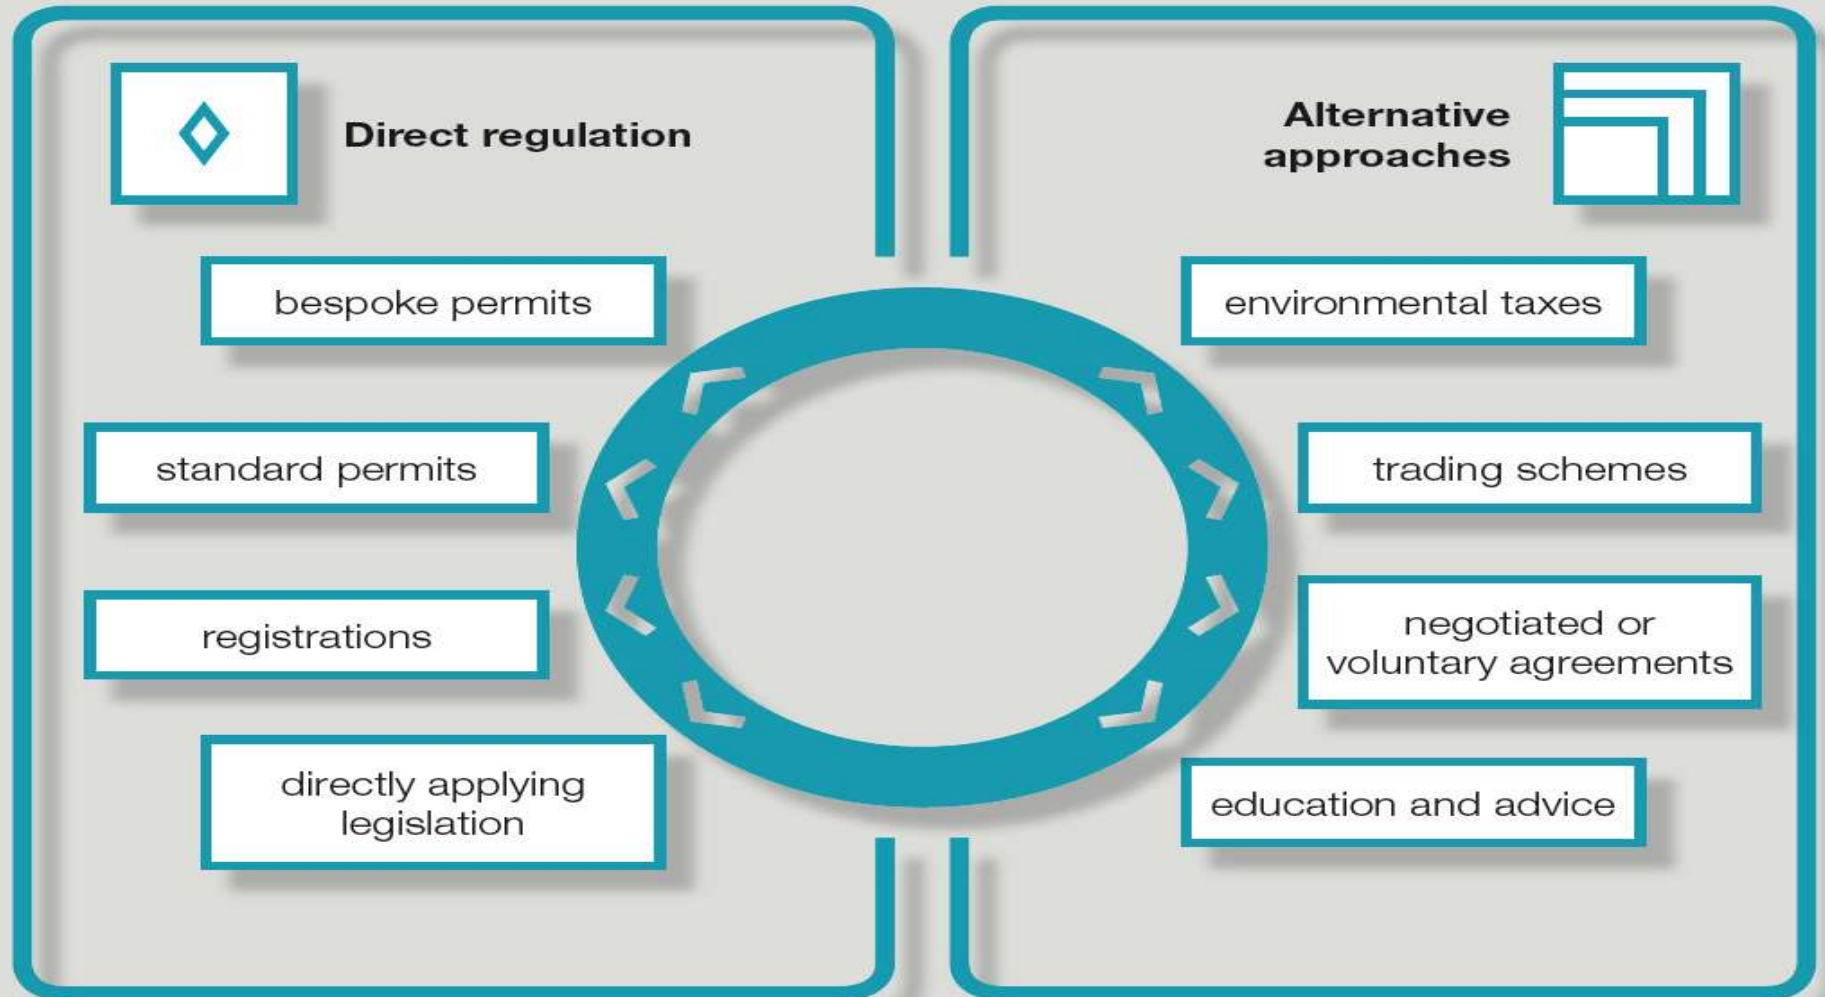 Direct regulation
bespoke permits
standard permits
registrations
directly applying
legislation
Alternative
approaches
environmental taxes
trading schemes
negotiated or
voluntary agreements
education and advice